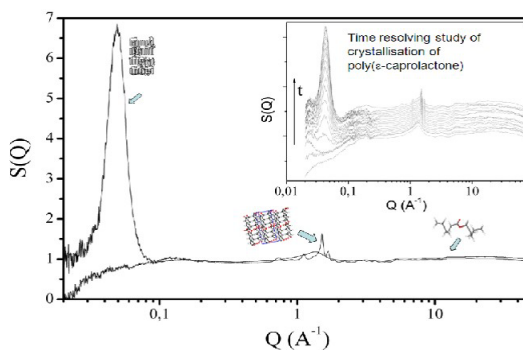 7
6
5
4
3
2
1
0
S(Q)
0,1
1
10
Q (A⁻¹)
Time resolving study of
crystallisation of
poly(ε-caprolactone)
t
S(Q)
0,01
0,1
1
10
Q (A⁻¹)